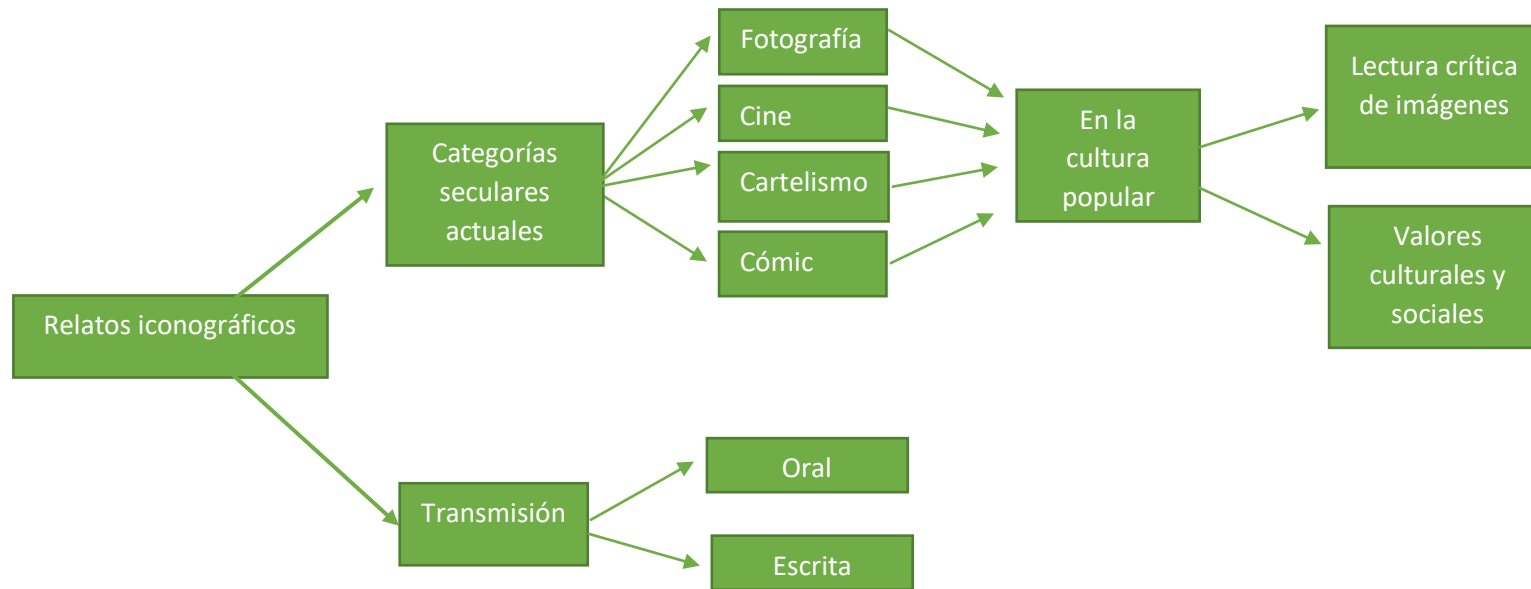 Relatos iconográficos
Categorías
seculares
actuales
Fotografía
Cine
Cartelismo
Cómic
En la
cultura
popular
Lectura crítica
de imágenes
Valores
culturales y
sociales
Transmisión
Oral
Escrita